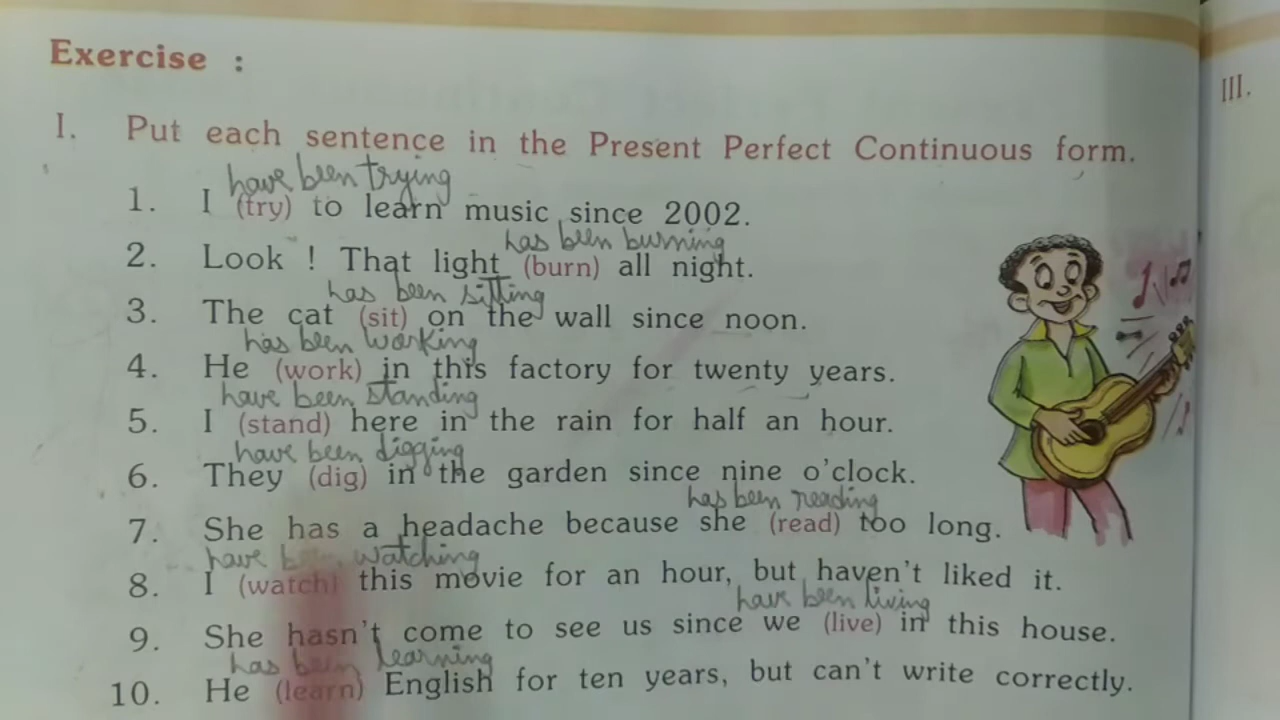 Exercise :
III.
I. Put each sentence in the Present Perfect Continuous form.
have been trying
1. I (try) to learn music since 2002.
has been burning
2. Look ! That light (burn) all night.
has been sitting
3. The cat (sit) on the wall since noon.
has been working
4. He (work) in this factory for twenty years.
have been standing
5. I (stand) here in the rain for half an hour.
have been digging
6. They (dig) in the garden since nine o'clock.
has been reading
7. She has a headache because she (read) too long.
have been watching
8. I (watch) this movie for an hour, but haven't liked it.
have been living
9. She hasn't come to see us since we (live) in this house.
has been learning
10. He (learn) English for ten years, but can't write correctly.